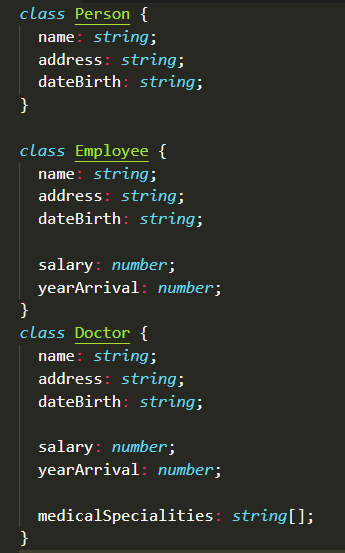 class Person {
  name: string;
  address: string;
  dateBirth: string;
}

class Employee {
  name: string;
  address: string;
  dateBirth: string;

  salary: number;
  yearArrival: number;
}
class Doctor {
  name: string;
  address: string;
  dateBirth: string;

  salary: number;
  yearArrival: number;

  medicalSpecialities: string[];
}